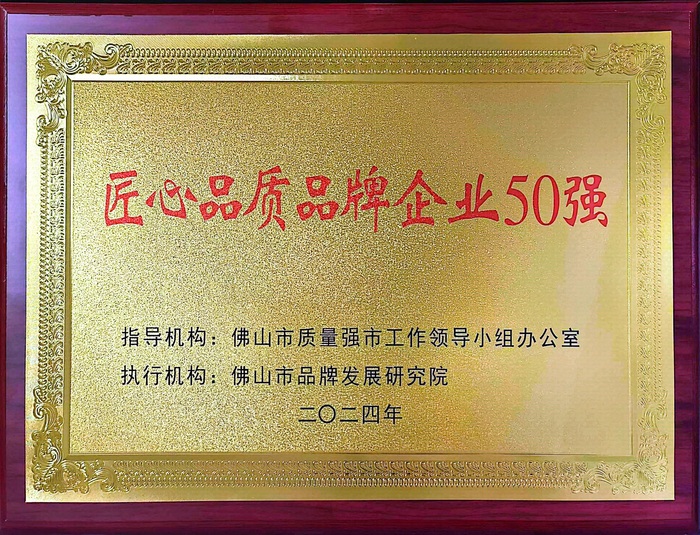 匠心品质品牌企业50强
指导机构：佛山市质量强市工作领导小组办公室
执行机构：佛山市品牌发展研究院
二〇二四年